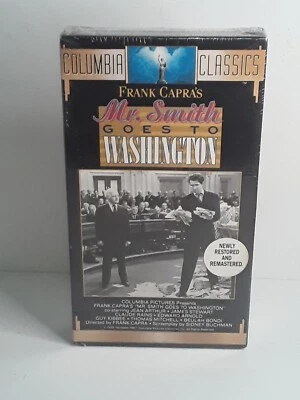 COLUMBIA CLASSICS
FRANK CAPRA'S
Mr. Smith
GOES TO
WASHINGTON
NEWLY
RESTORED
AND
REMASTERED.
COLUMBIA PICTURES Presents
FRANK CAPRA'S "MR. SMITH GOES TO WASHINGTON"
co-starring JEAN ARTHUR • JAMES STEWART
CLAUDE RAINS • EDWARD ARNOLD
GUY KIBBEE • THOMAS MITCHELL • BEULAH BONDI
Directed by FRANK CAPRA • Screenplay by SIDNEY BUCHMAN